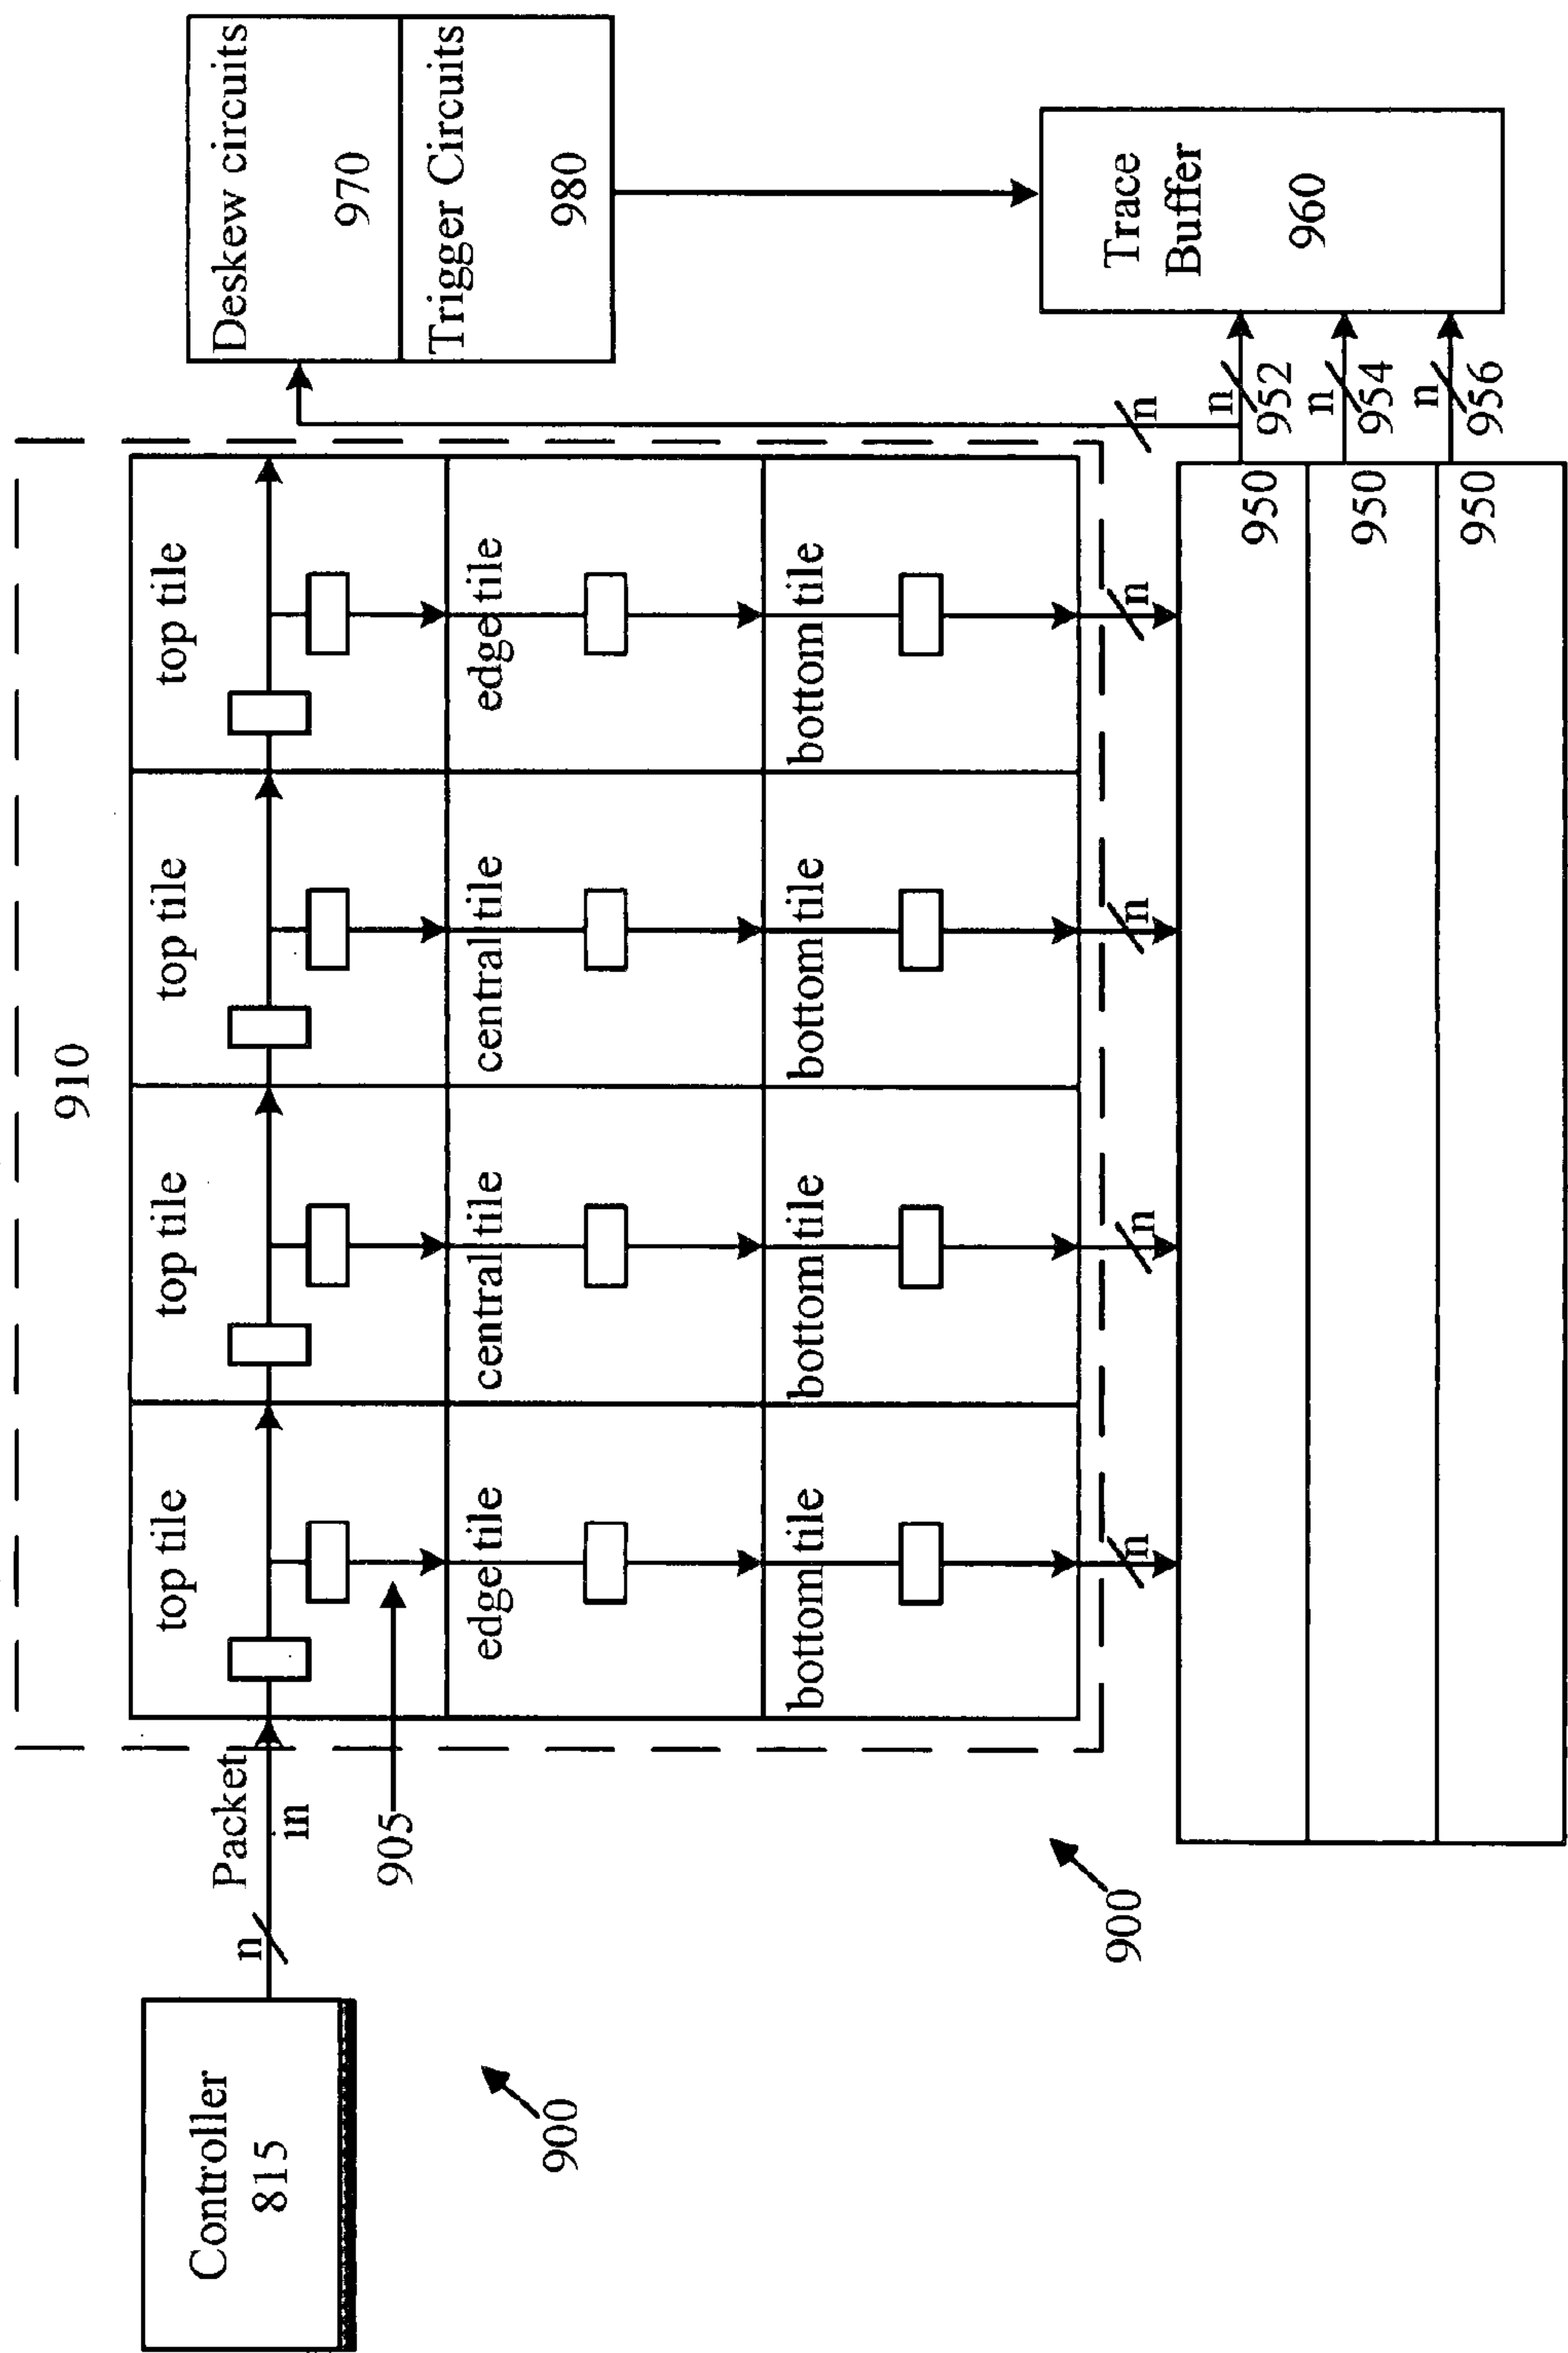 910
Controller
815
n
Packet
in
905
900
900
top tile
top tile
top tile
top tile
edge tile
central tile
central tile
edge tile
bottom tile
bottom tile
bottom tile
bottom tile
n
n
n
n
950
950
950
n
n
952
n
954
n
956
Deskew circuits
970
Trigger Circuits
980
Trace
Buffer
960